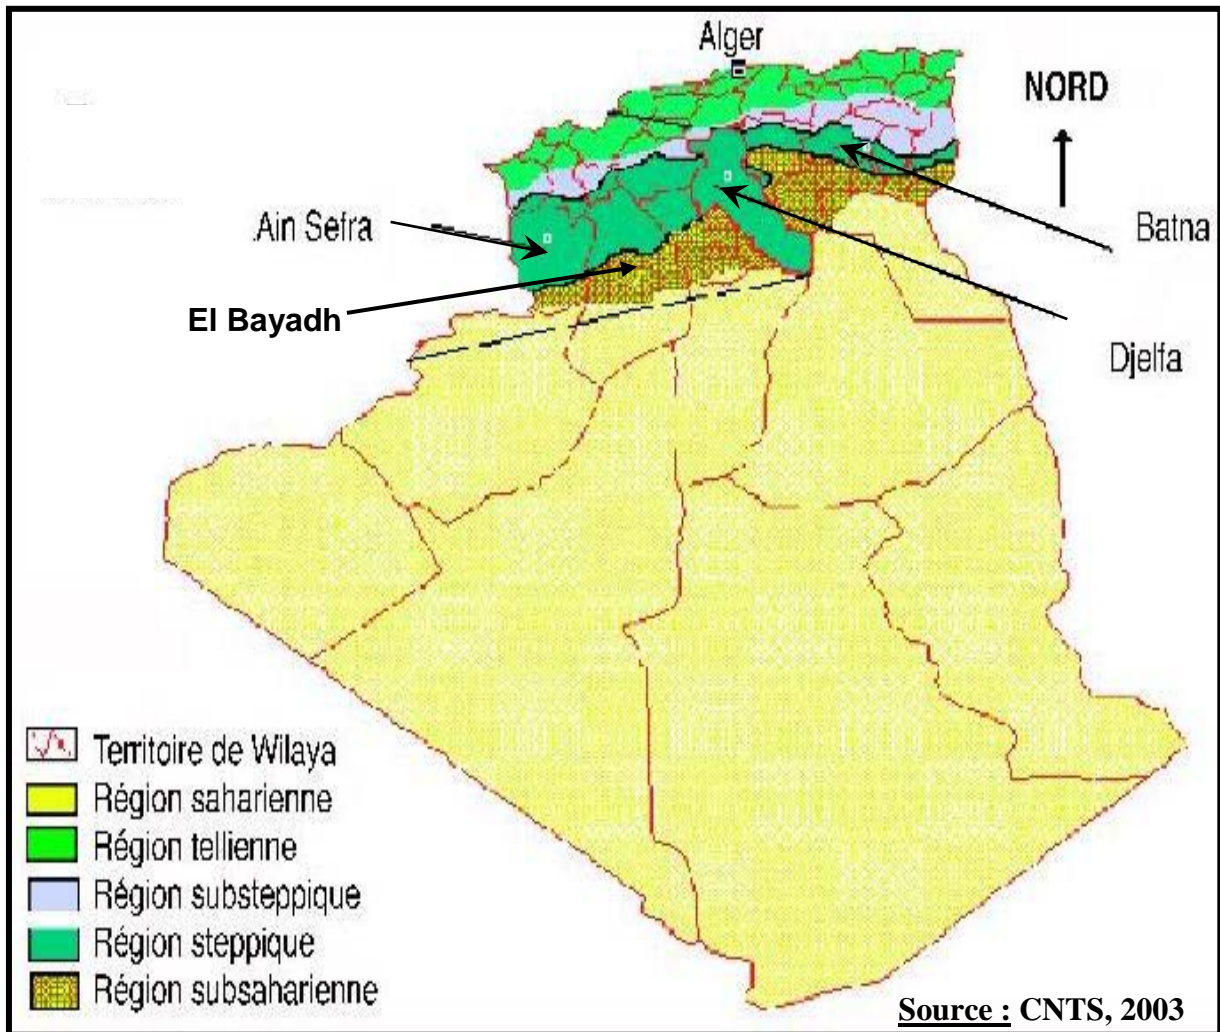 Alger
NORD
Ain Sefra
Batna
El Bayadh
Djelfa
Territoire de Wilaya
Région saharienne
Région tellienne
Région substeppique
Région steppique
Région subsaharienne
Source : CNTS, 2003